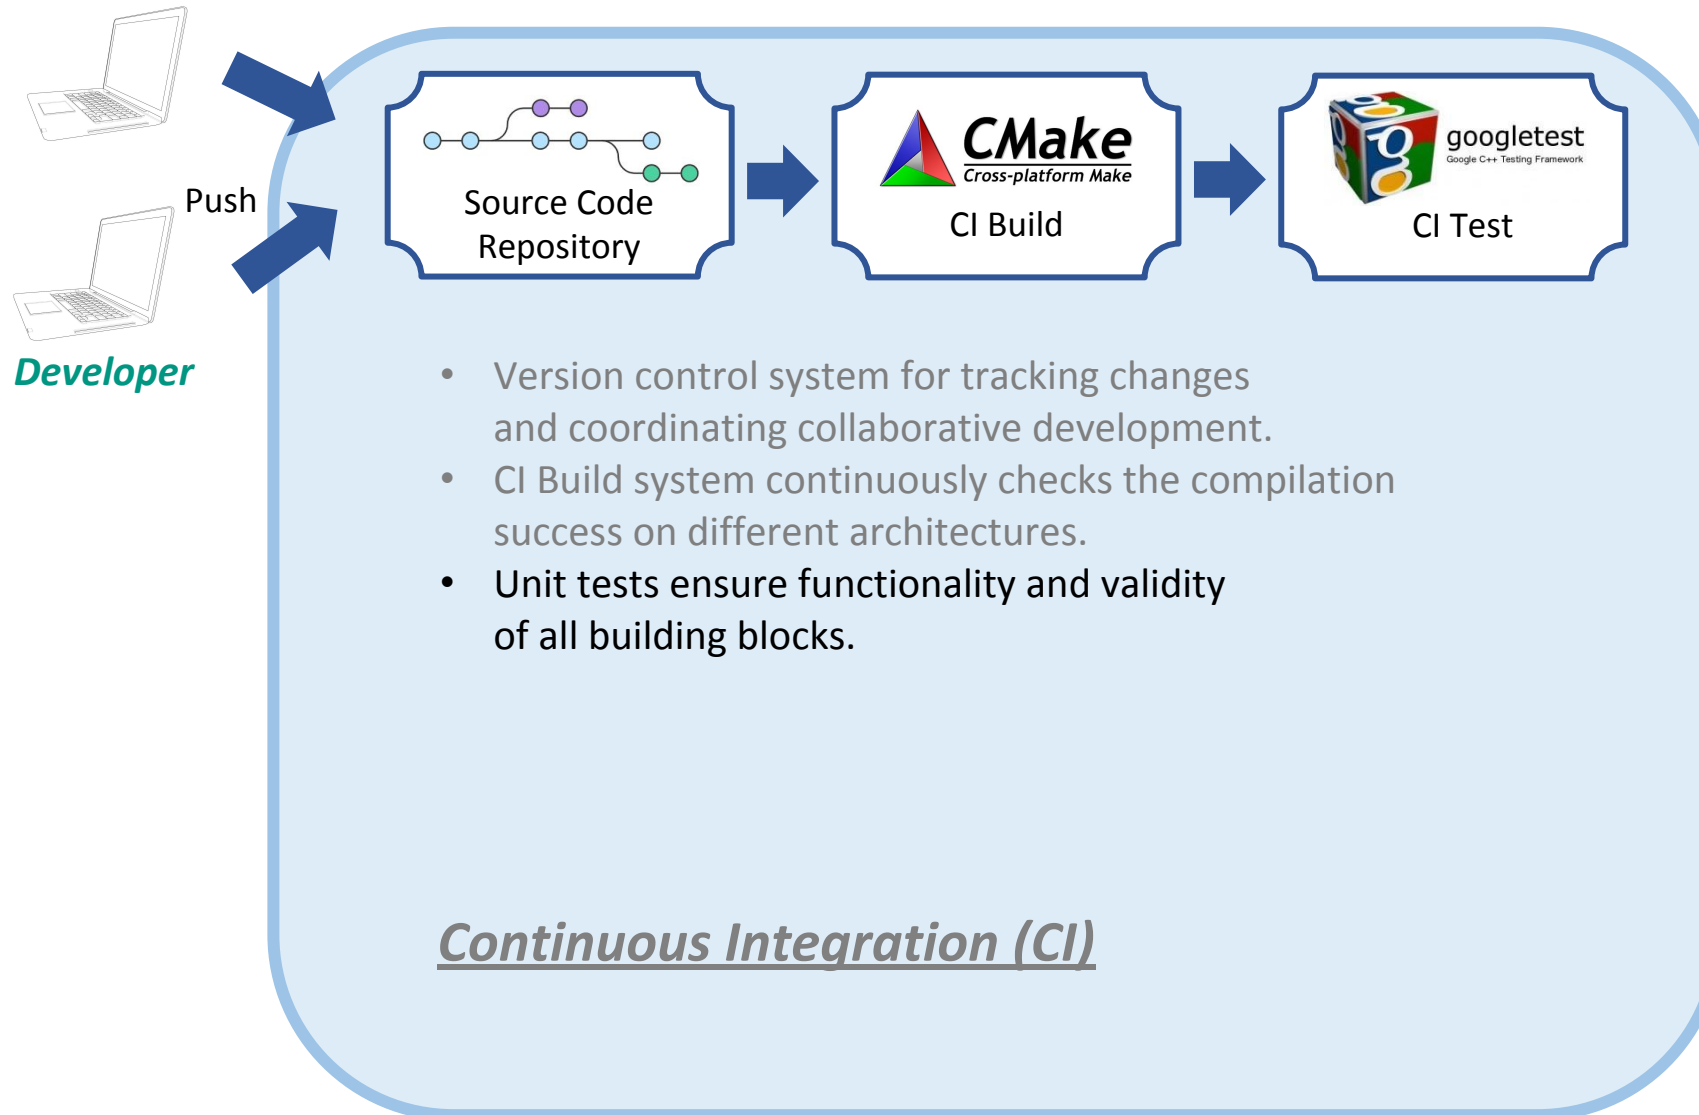 Push
Developer
Source Code
Repository
CMake
Cross-platform Make
CI Build
g g g
googletest
Google C++ Testing Framework
CI Test
• Version control system for tracking changes
and coordinating collaborative development.
• CI Build system continuously checks the compilation
success on different architectures.
• Unit tests ensure functionality and validity
of all building blocks.
Continuous Integration (CI)